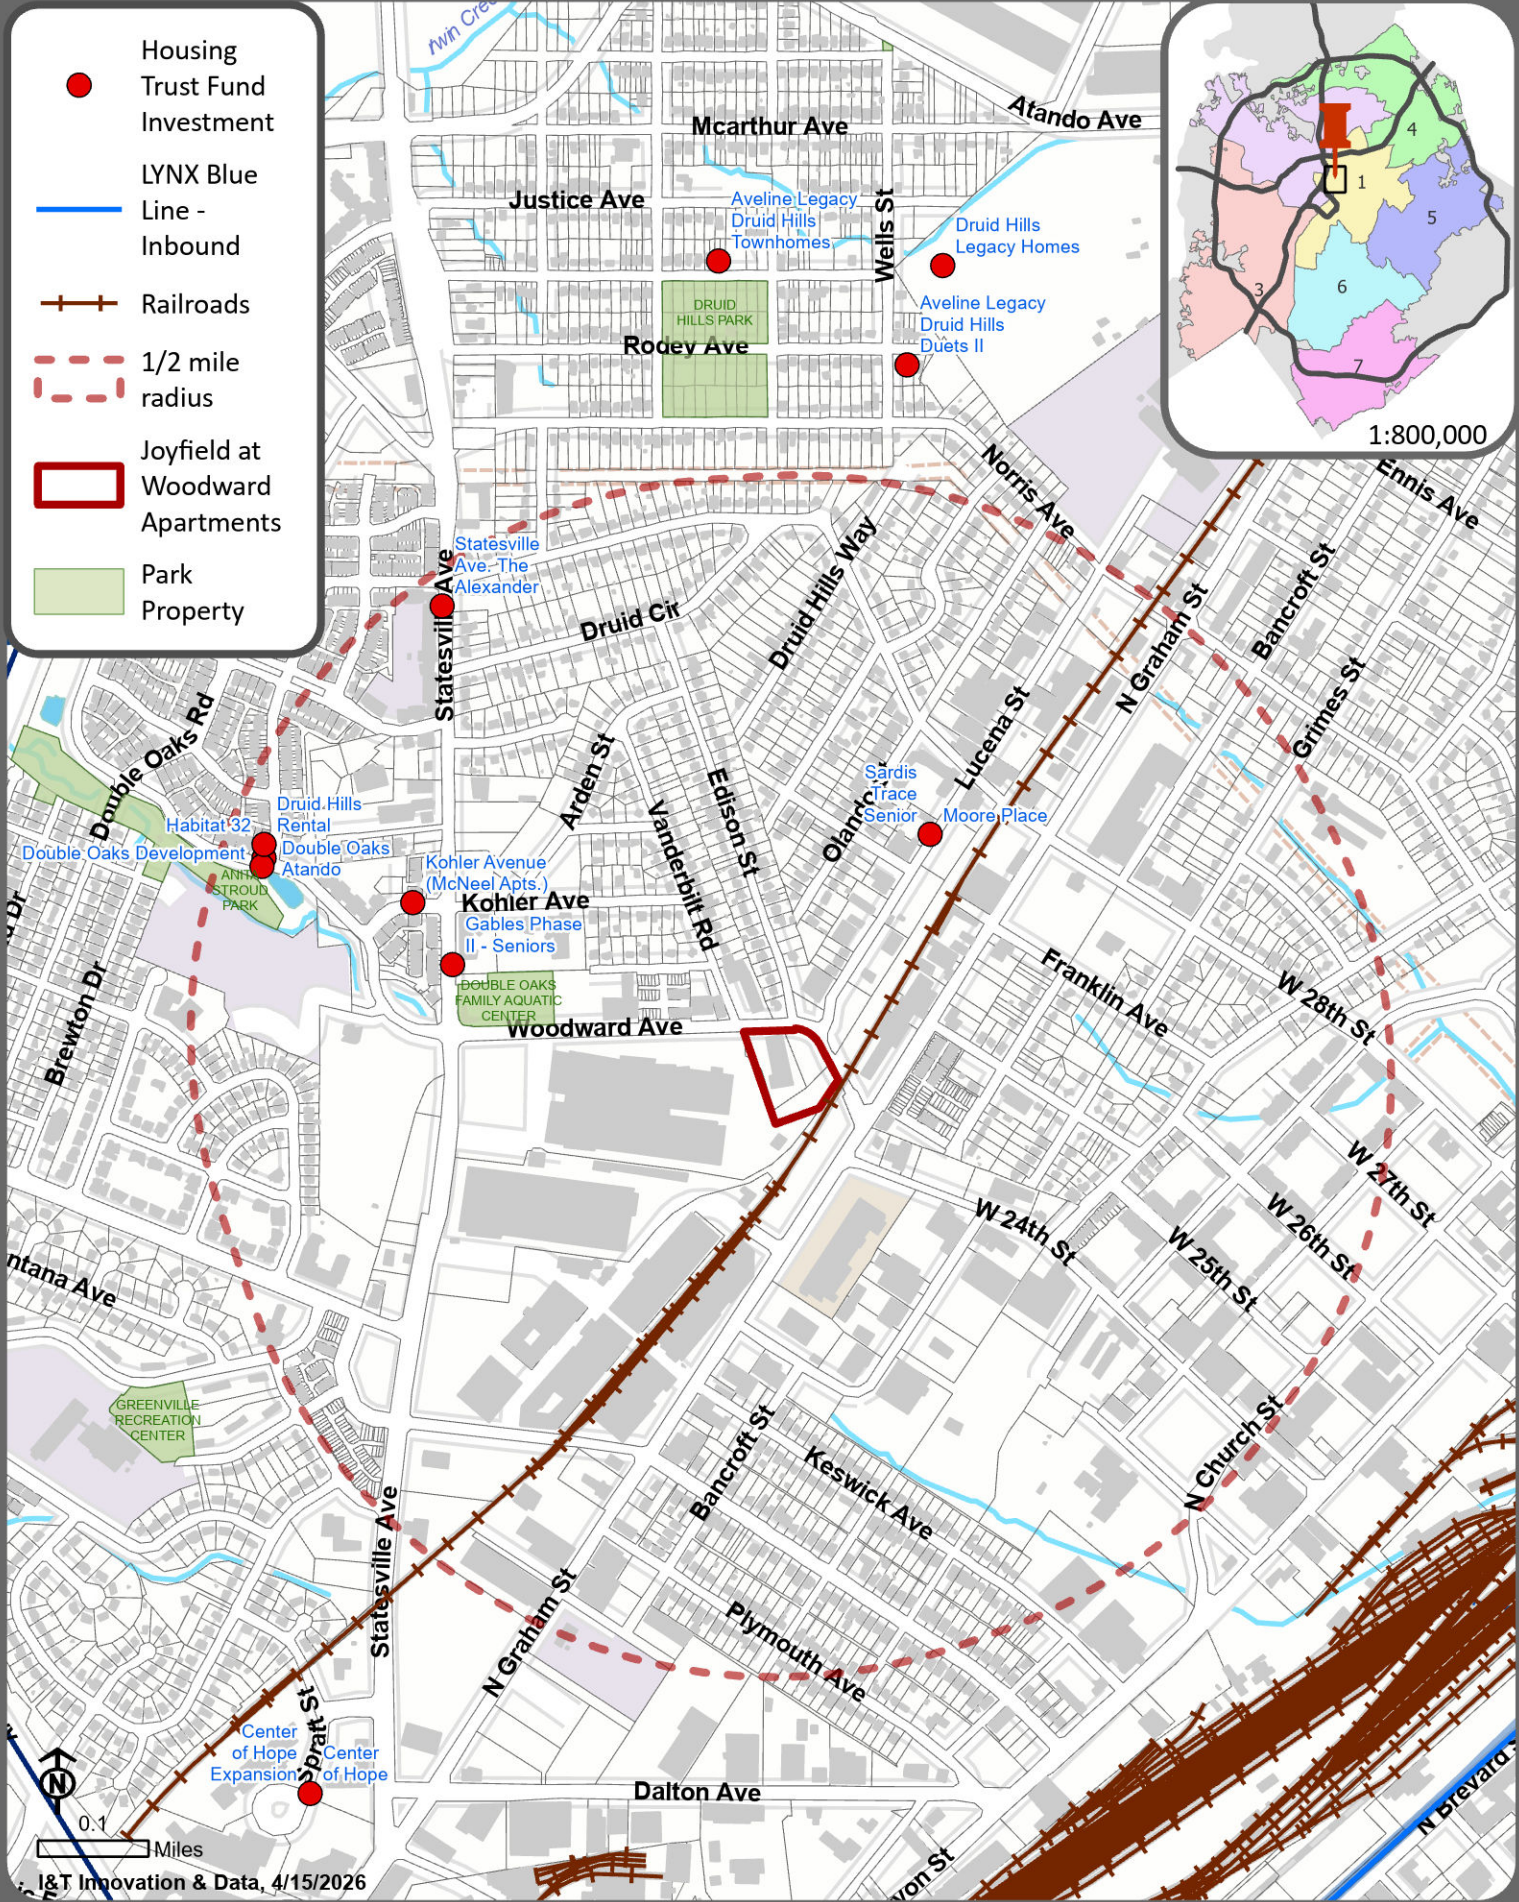 Housing
Trust Fund
Investment
LYNX Blue
Line -
Inbound
Railroads
1/2 mile
radius
Joyfield at
Woodward
Apartments
Park
Property
1
3
4
5
6
7
1:800,000
Mcarthur Ave
Atando Ave
Justice Ave
Aveline Legacy
Druid Hills
Townhomes
Wells St
Druid Hills
Legacy Homes
Aveline Legacy
Druid Hills
Duets II
DRUID
HILLS PARK
Rodey Ave
Norris Ave
Ennis Ave
Statesville
Ave. The
Alexander
Statesville Ave
Druid Cir
Druid Hills Way
N Graham St
Bancroft St
Grimes St
Double Oaks Rd
Arden St
Edison St
Vanderbilt Rd
Lucena St
Sardis
Trace
Senior
Moore Place
Druid Hills
Rental
Habitat 32
Double Oaks Development
Double Oaks
Atando
STROUD
PARK
Kohler Avenue
(McNeel Apts.)
Kohler Ave
Gables Phase
II - Seniors
DOUBLE OAKS
FAMILY AQUATIC
CENTER
Woodward Ave
Brewton Dr
Franklin Ave
W 28th St
W 27th St
W 26th St
W 25th St
W 24th St
ntana Ave
GREENVILLE
RECREATION
CENTER
Bancroft St
Keswick Ave
N Church St
Statesville Ave
N Graham St
Plymouth Ave
Spratt St
Center
of Hope
Expansion
Center
of Hope
Dalton Ave
N Brevard S
yon St
N
0.1
Miles
I&T Innovation & Data, 4/15/2026